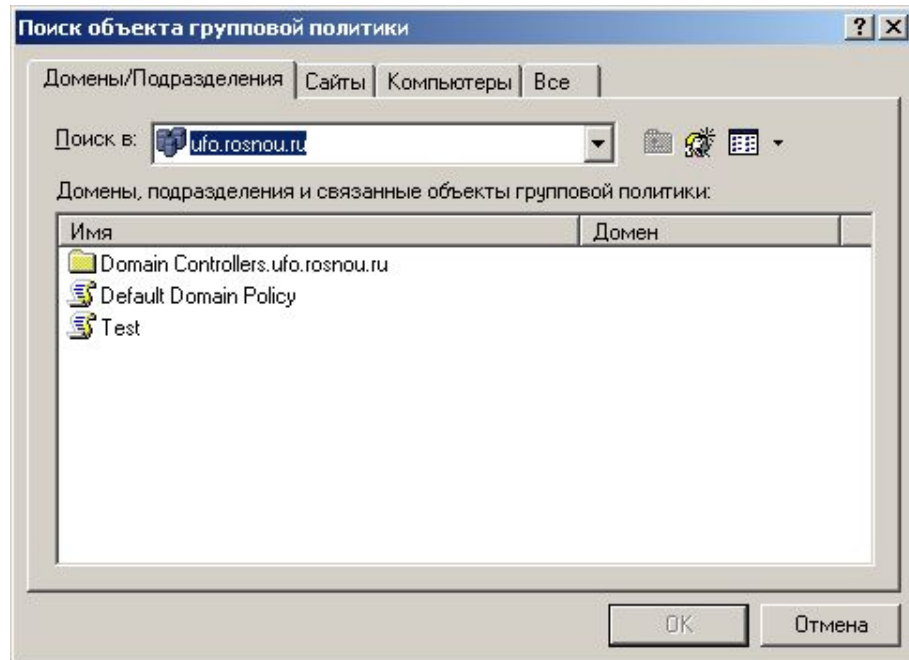 Поиск объекта групповой политики
Домены/Подразделения Сайты Компьютеры Все
Поиск в: ufo.rosnou.ru
Домены, подразделения и связанные объекты групповой политики:
Имя Домен
Domain Controllers.ufo.rosnou.ru
Default Domain Policy
Test
OK Отмена